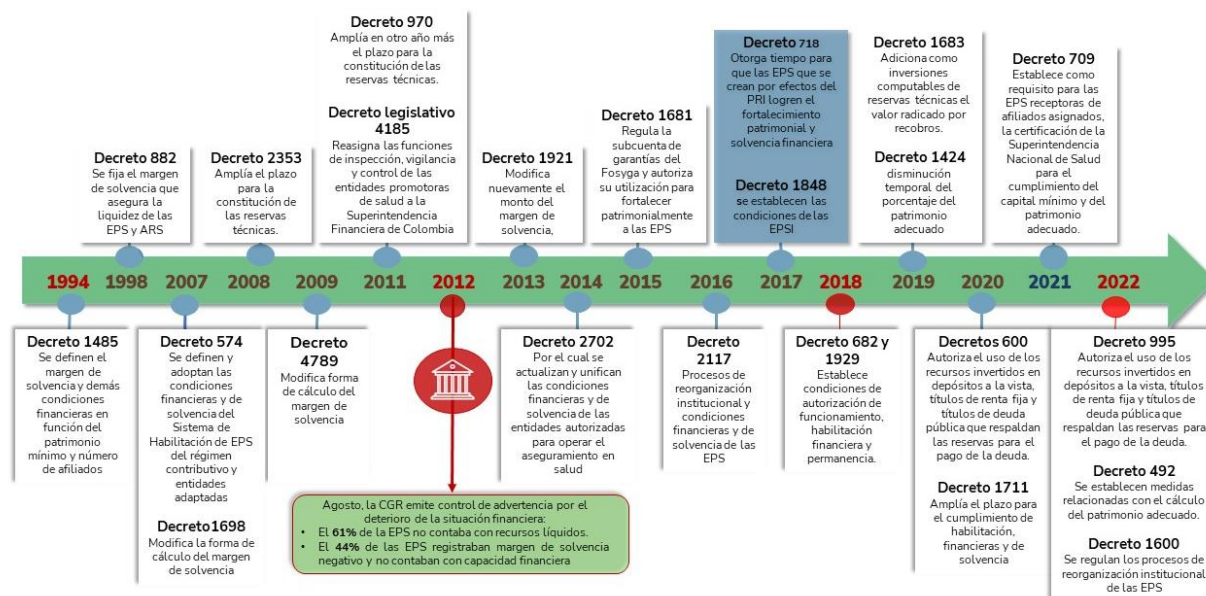 Decreto 970
Amplía en otro año más
el plazo para la
constitución de las
reservas técnicas.
Decreto legislativo
4185
Reasigna las funciones
de inspección, vigilancia
y control de las
entidades promotoras
de salud a la
Superintendencia
Financiera de Colombia
Decreto 882
Se fija el margen de
solvencia que
asegura la
liquidez de las
EPS y ARS
Decreto 2353
Amplía el plazo
para la
constitución de
las reservas
técnicas.
Decreto 1921
Modifica
nuevamente el
monto del
margen de
solvencia,
Decreto 1681
Regula la
subcuenta de
garantías del
Fosyga y autoriza
su utilización para
fortalecer
patrimonialmente
a las EPS
Decreto 718
Otorga tiempo para
que las EPS que se
crean por efectos del
PRI logren el
fortalecimiento
patrimonial y
solvencia financiera
Decreto 1848
se establecen las
condiciones de las
EPSI
Decreto 1683
Adiciona como
inversiones
computables de
reservas técnicas el
valor radicado por
recobros.
Decreto 1424
disminución
temporal del
porcentaje del
patrimonio
adecuado
Decreto 709
Establece como
requisito para las
EPS receptoras de
afiliados asignados,
la certificación de la
Superintendencia
Nacional de Salud
para el
cumplimiento del
capital mínimo y del
patrimonio
adecuado.
1994 1998 2007 2008 2009 2011 2012 2013 2014 2015 2016 2017 2018 2019 2020 2021 2022
Decreto 1485
Se definen el
margen de
solvencia y demás
condiciones
financieras en
función del
patrimonio
mínimo y número
de afiliados
Decreto 574
Se definen y
adoptan las
condiciones
financieras y de
solvencia del
Sistema de
Habilitación de EPS
del régimen
contributivo y
entidades
adaptadas
Decreto1698
Modifica la forma de
cálculo del margen
de solvencia
Decreto
4789
Modifica forma
de cálculo del
margen de
solvencia
Agosto, la CGR emite control de advertencia por el
deterioro de la situación financiera:
• El 61% de la EPS no contaba con recursos líquidos.
• El 44% de las EPS registraban margen de solvencia
negativo y no contaban con capacidad financiera
Decreto 2702
Por el cual se
actualizan y unifican
las condiciones
financieras y de
solvencia de las
entidades autorizadas
para operar el
aseguramiento en
salud
Decreto
2117
Procesos de
reorganización
institucional y
condiciones
financieras y de
solvencia de las
EPS
Decreto 682 y
1929
Establece
condiciones de
autorización de
funcionamiento,
habilitación
financiera y
permanencia.
Decretos 600
Autoriza el uso de los
recursos invertidos en
depósitos a la vista,
títulos de renta fija y
títulos de deuda
pública que respaldan
las reservas para el
pago de la deuda.
Decreto 1711
Amplía el plazo para
el cumplimiento de
habilitación,
financieras y de
solvencia
Decreto 995
Autoriza el uso de los
recursos invertidos en
depósitos a la vista, títulos
de renta fija y títulos de
deuda pública que
respaldan las reservas para
el pago de la deuda.
Decreto 492
Se establecen medidas
relacionadas con el cálculo
del patrimonio adecuado.
Decreto 1600
Se regulan los procesos de
reorganización institucional
de las EPS